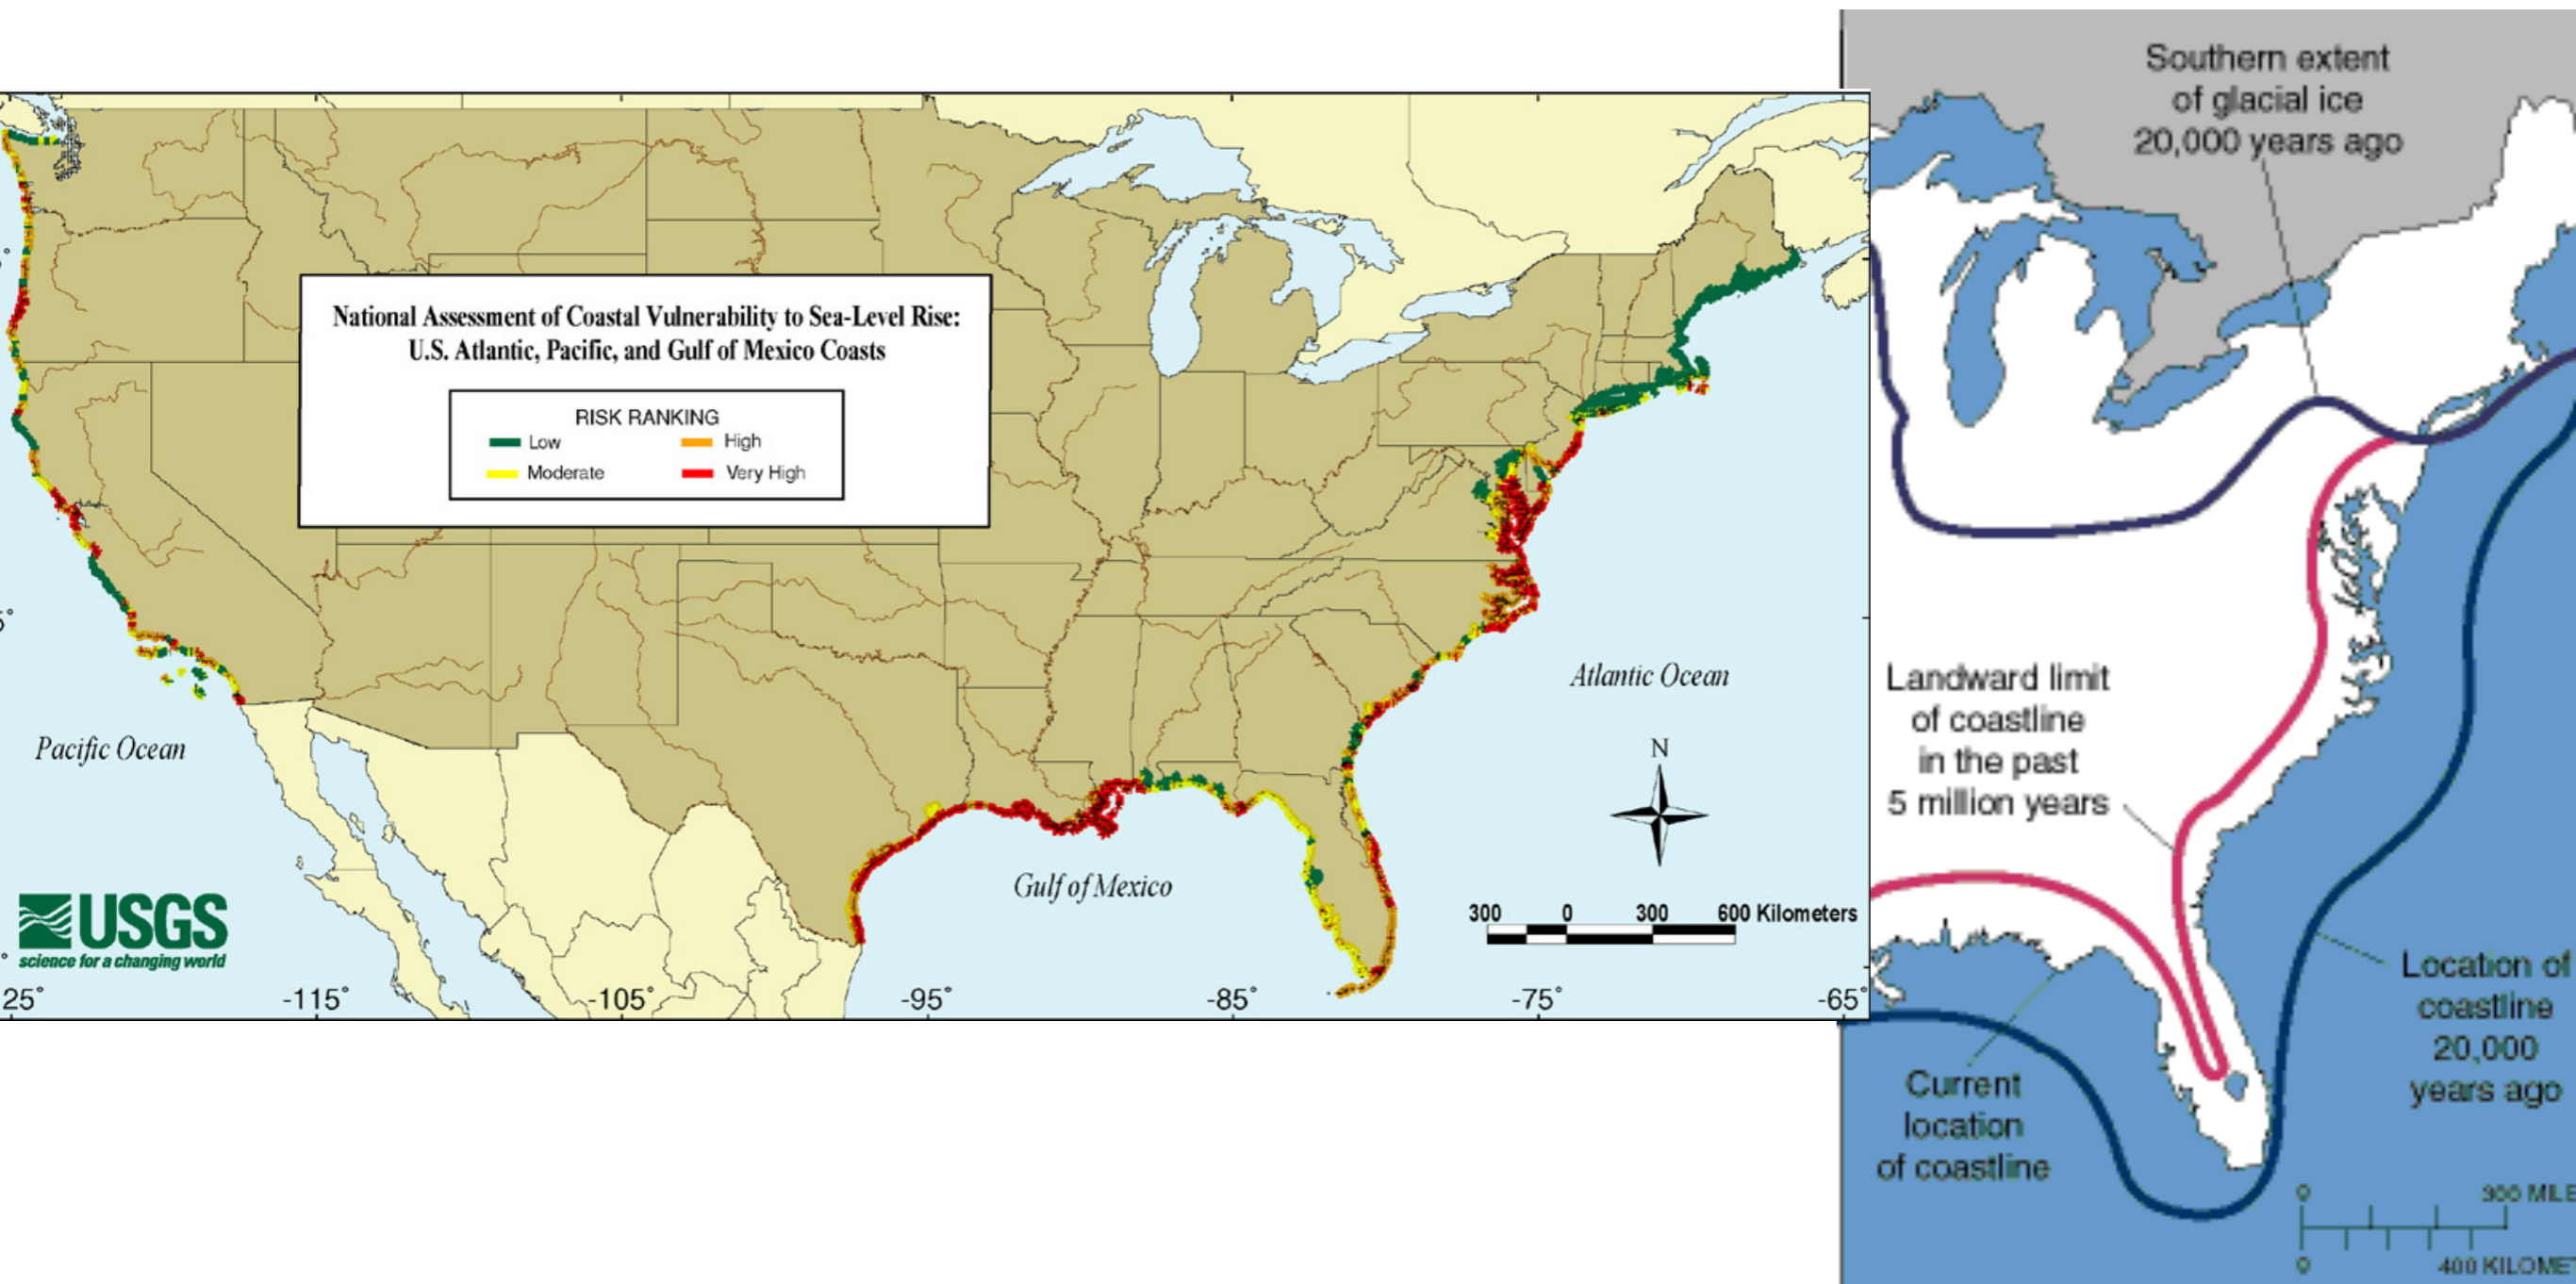 National Assessment of Coastal Vulnerability to Sea-Level Rise:
U.S. Atlantic, Pacific, and Gulf of Mexico Coasts
RISK RANKING
Low
High
Moderate
Very High
Pacific Ocean
Gulf of Mexico
Atlantic Ocean
N
300 0 300 600 Kilometers
USGS
science for a changing world
25°
-115°
-105°
-95°
-85°
-75°
-65°
Southern extent
of glacial ice
20,000 years ago
Landward limit
of coastline
in the past
5 million years
Location of
coastline
20,000
years ago
Current
location
of coastline
0 300 MILE
0 400 KILOMET